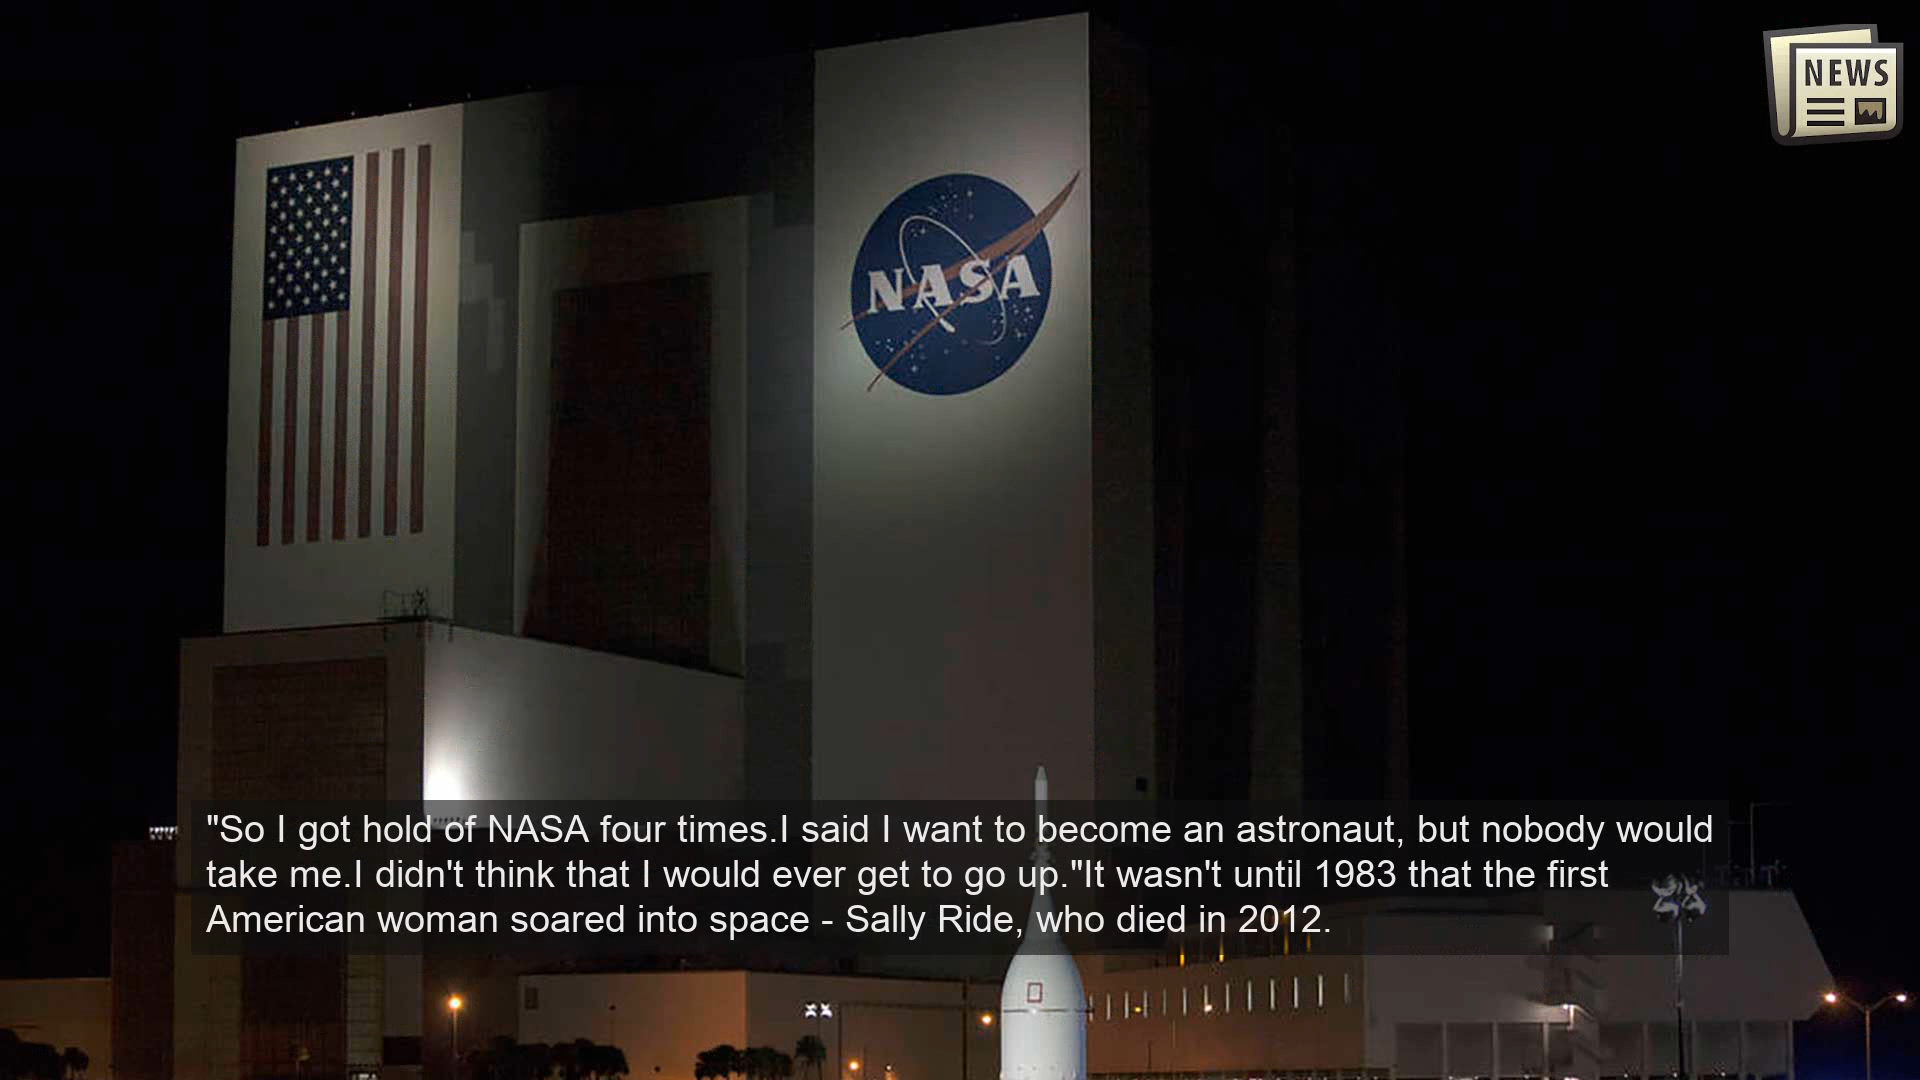 NEWS
NASA
"So I got hold of NASA four times.I said I want to become an astronaut, but nobody would
take me.I didn't think that I would ever get to go up."It wasn't until 1983 that the first
American woman soared into space - Sally Ride, who died in 2012.